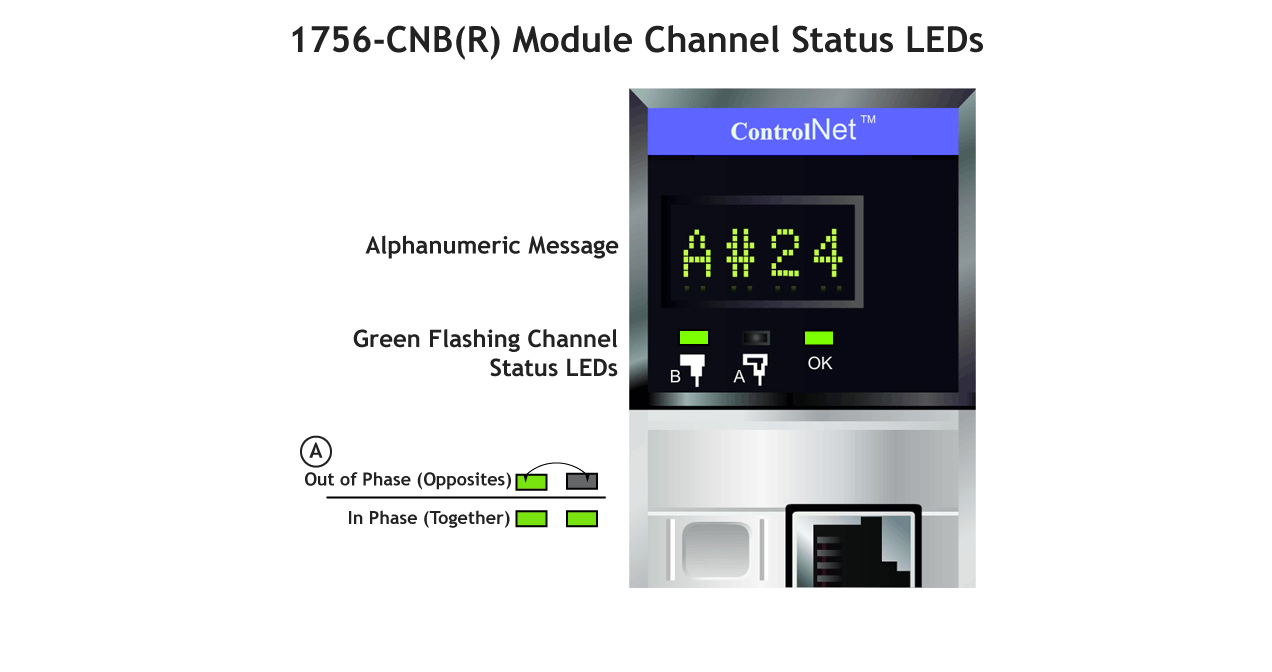 1756-CNB(R) Module Channel Status LEDs
ControlNet™
Alphanumeric Message
A#24
Green Flashing Channel
Status LEDs
B
A
OK
A
Out of Phase (Opposites)
In Phase (Together)